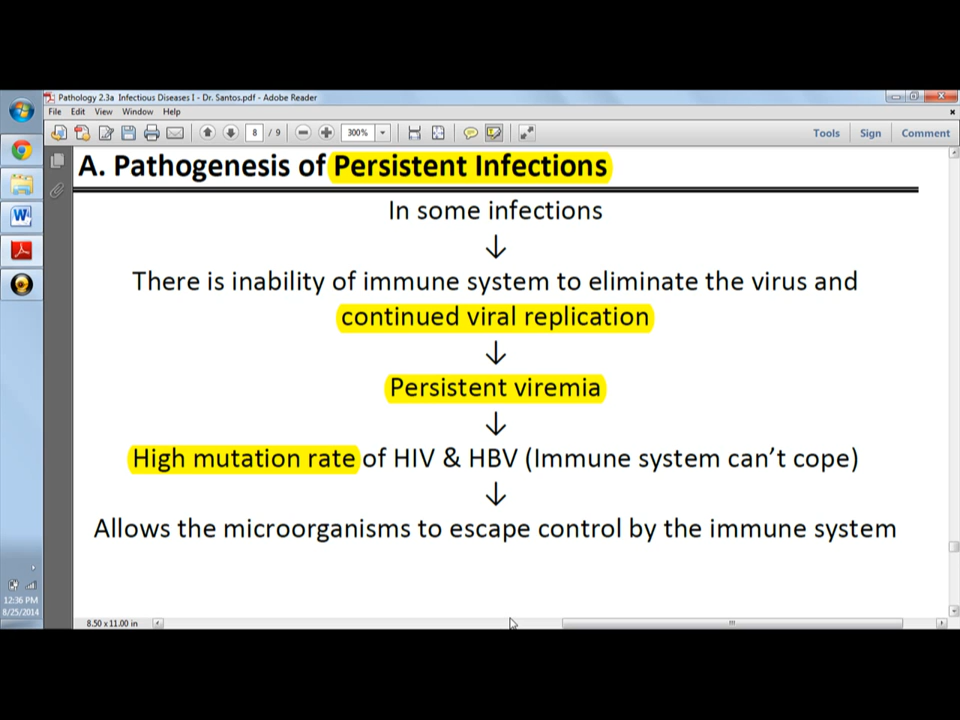 Pathology 2.3a Infectious Diseases I - Dr. Santos.pdf - Adobe Reader
File Edit View Window Help
8 / 9 300% Tools Sign Comment
A. Pathogenesis of Persistent Infections
In some infections
↓
There is inability of immune system to eliminate the virus and
continued viral replication
↓
Persistent viremia
↓
High mutation rate of HIV & HBV (Immune system can’t cope)
↓
Allows the microorganisms to escape control by the immune system
12:36 PM
8/25/2014
8.50 x 11.00 in